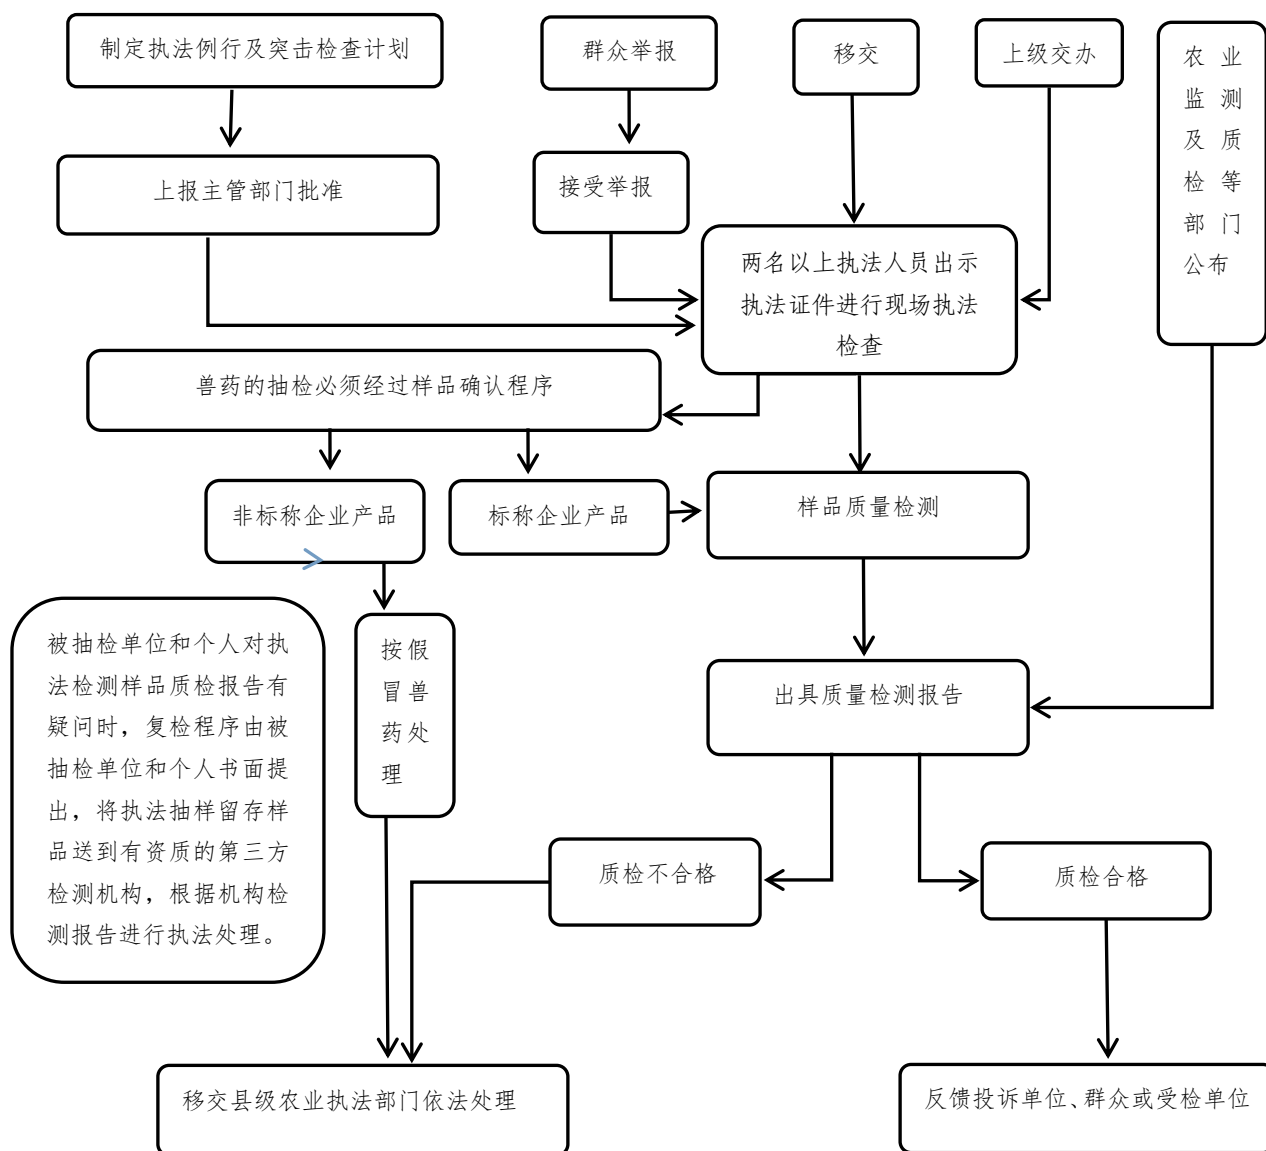 制定执法例行及突击检查计划
群众举报
移交
上级交办
农业
监测
及质
检等
部门
公布
上报主管部门批准
接受举报
两名以上执法人员出示
执法证件进行现场执法
检查
兽药的抽检必须经过样品确认程序
非标称企业产品
标称企业产品
样品质量检测
被抽检单位和个人对执
法检测样品质检报告有
疑问时，复检程序由被
抽检单位和个人书面提
出，将执法抽样留存样
品送到有资质的第三方
检测机构，根据机构检
测报告进行执法处理。
按假
冒兽
药处
理
出具质量检测报告
质检不合格
质检合格
移交县级农业执法部门依法处理
反馈投诉单位、群众或受检单位